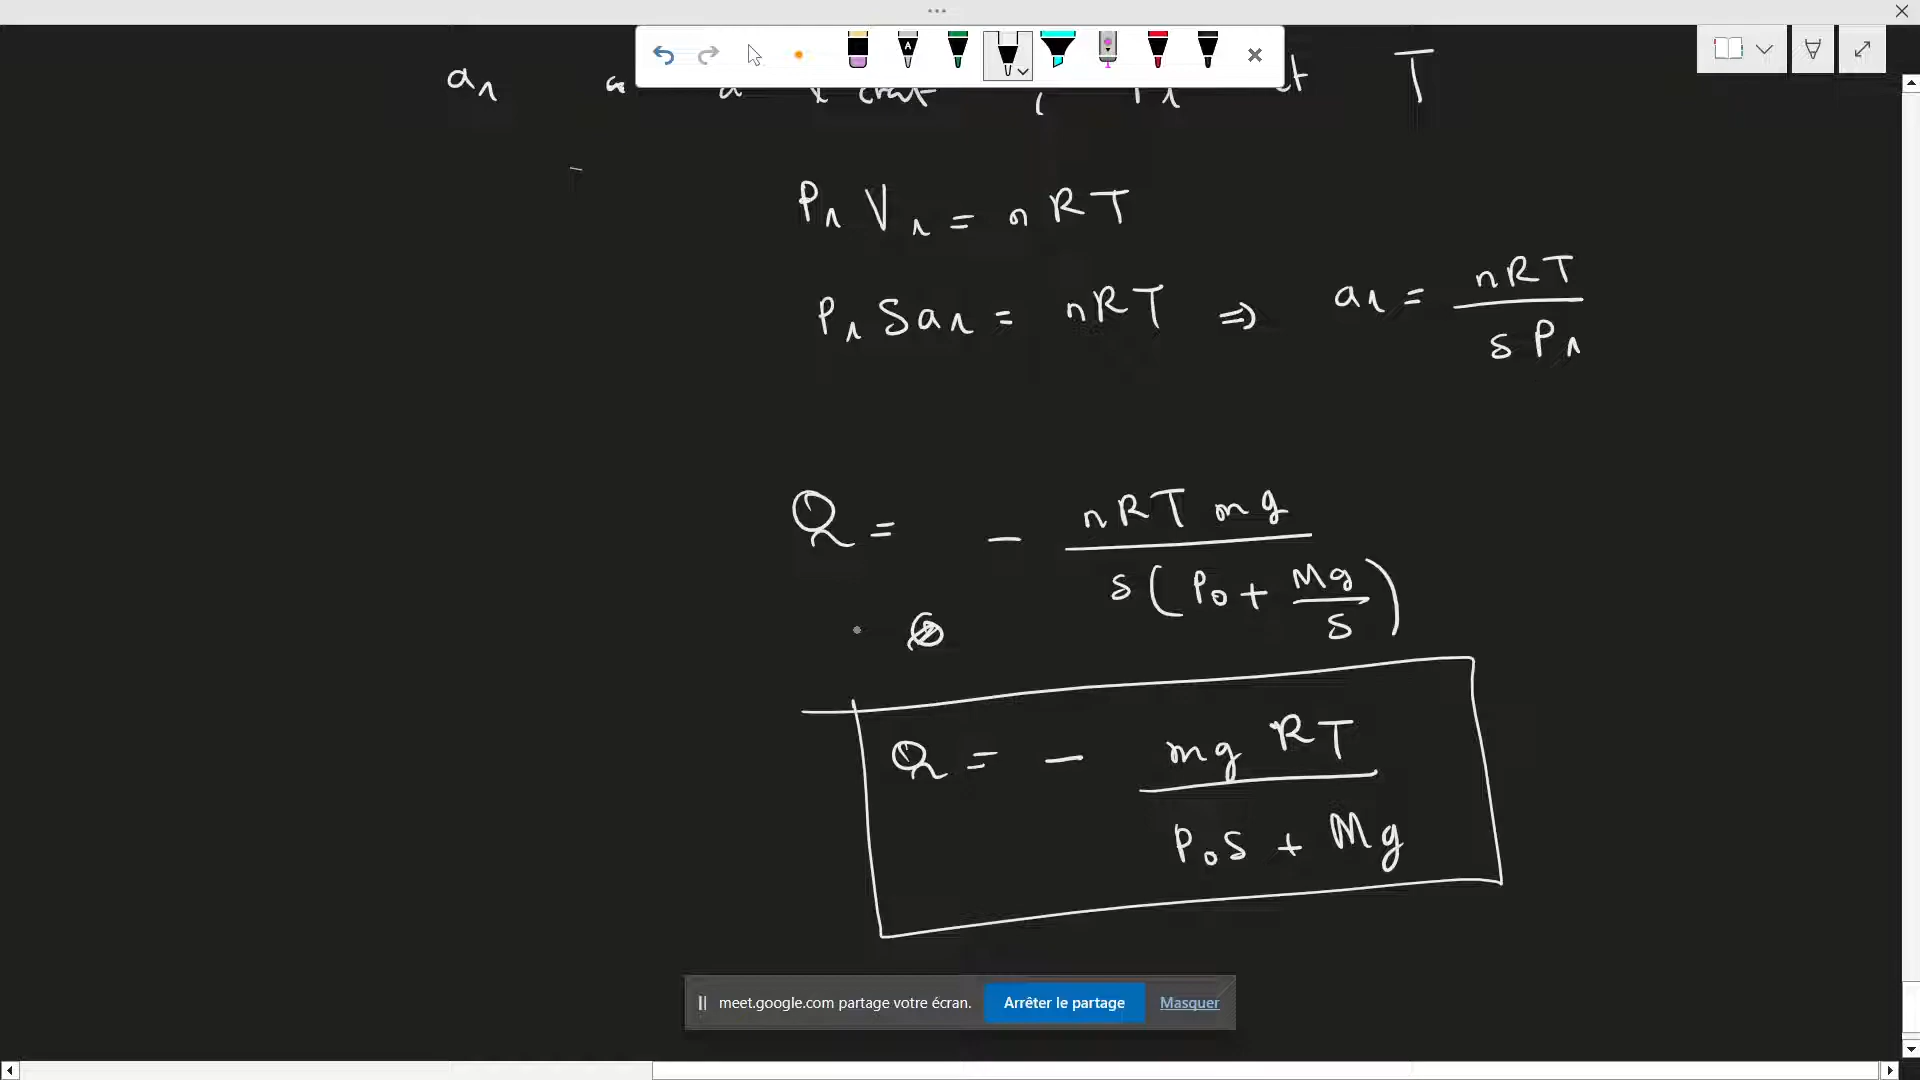 a₁ T
P₁ V₁ = n R T
P₁ S a₁ = nRT ⇒ a₁ = nRT / S P₁
Q = - nRT mg / S ( P₀ + Mg / S )
Q = - mg RT / P₀S + Mg
meet.google.com partage votre écran. Arrêter le partage Masquer